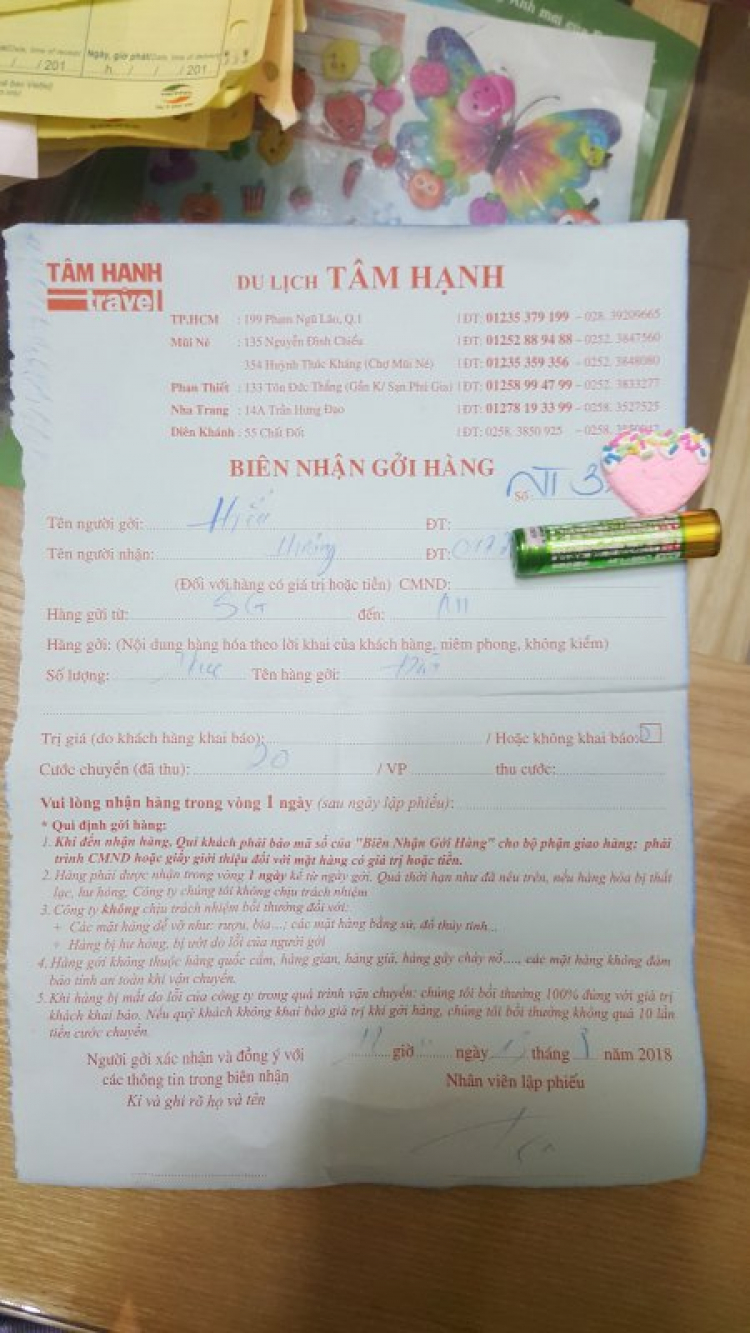 Ngày, giờ phát/Date, time of
/ /201
h / /201
TÂM HẠNH
travel
DU LỊCH TÂM HẠNH
TP.HCM : 199 Phạm Ngũ Lão, Q.1 ĐT: 01235 379 199 – 028. 39209665
Mũi Né : 135 Nguyễn Đình Chiểu ĐT: 01252 88 94 88 – 0252. 3847560
354 Huỳnh Thúc Kháng (Chợ Mũi Né) ĐT: 01235 359 356 – 0252. 3848080
Phan Thiết : 133 Tôn Đức Thắng (Gần K/ Sạn Phú Gia) ĐT: 01258 99 47 99 – 0252. 3833277
Nha Trang : 14A Trần Hưng Đạo ĐT: 01278 19 33 99 – 0258. 3527525
Diên Khánh : 55 Chất Đốt ĐT: 0258. 3850 925 – 0258.
BIÊN NHẬN GỞI HÀNG
Số: NT 3
Tên người gởi: Hiếu ĐT:
Tên người nhận: Hường ĐT:
(Đối với hàng có giá trị hoặc tiền) CMND:
Hàng gửi từ: SG đến:
Hàng gởi: (Nội dung hàng hóa theo lời khai của khách hàng, niêm phong, không kiểm)
Số lượng: Tên hàng gởi:
Trị giá (do khách hàng khai báo): / Hoặc không khai báo:
Cước chuyển (đã thu): 20 / VP thu cước:
Vui lòng nhận hàng trong vòng 1 ngày (sau ngày lập phiếu):
* Qui định gởi hàng:
1. Khi đến nhận hàng, Quí khách phải báo mã số của "Biên Nhận Gởi Hàng" cho bộ phận giao hàng; phải
trình CMND hoặc giấy giới thiệu đối với mặt hàng có giá trị hoặc tiền.
2. Hàng phải được nhận trong vòng 1 ngày kể từ ngày gởi. Quá thời hạn như đã nêu trên, nếu hàng hóa bị thất
lạc, hư hỏng, Công ty chúng tôi không chịu trách nhiệm
3. Công ty không chịu trách nhiệm bồi thường đối với:
+ Các mặt hàng dễ vỡ như: rượu, bia...; các mặt hàng bằng sứ, đồ thủy tinh...
+ Hàng bị hư hỏng, bị ướt do lỗi của người gởi
4. Hàng gởi không thuộc hàng quốc cấm, hàng gian, hàng giả, hàng gây cháy nổ...., các mặt hàng không đảm
bảo tính an toàn khi vận chuyển.
5. Khi hàng bị mất do lỗi của công ty trong quá trình vận chuyển: chúng tôi bồi thường 100% đúng với giá trị
khách khai báo. Nếu quý khách không khai báo giá trị khi gởi hàng, chúng tôi bồi thường không quá 10 lần
tiền cước chuyển.
giờ ngày tháng năm 2018
Người gởi xác nhận và đồng ý với
các thông tin trong biên nhận
Nhân viên lập phiếu
Kí và ghi rõ họ và tên